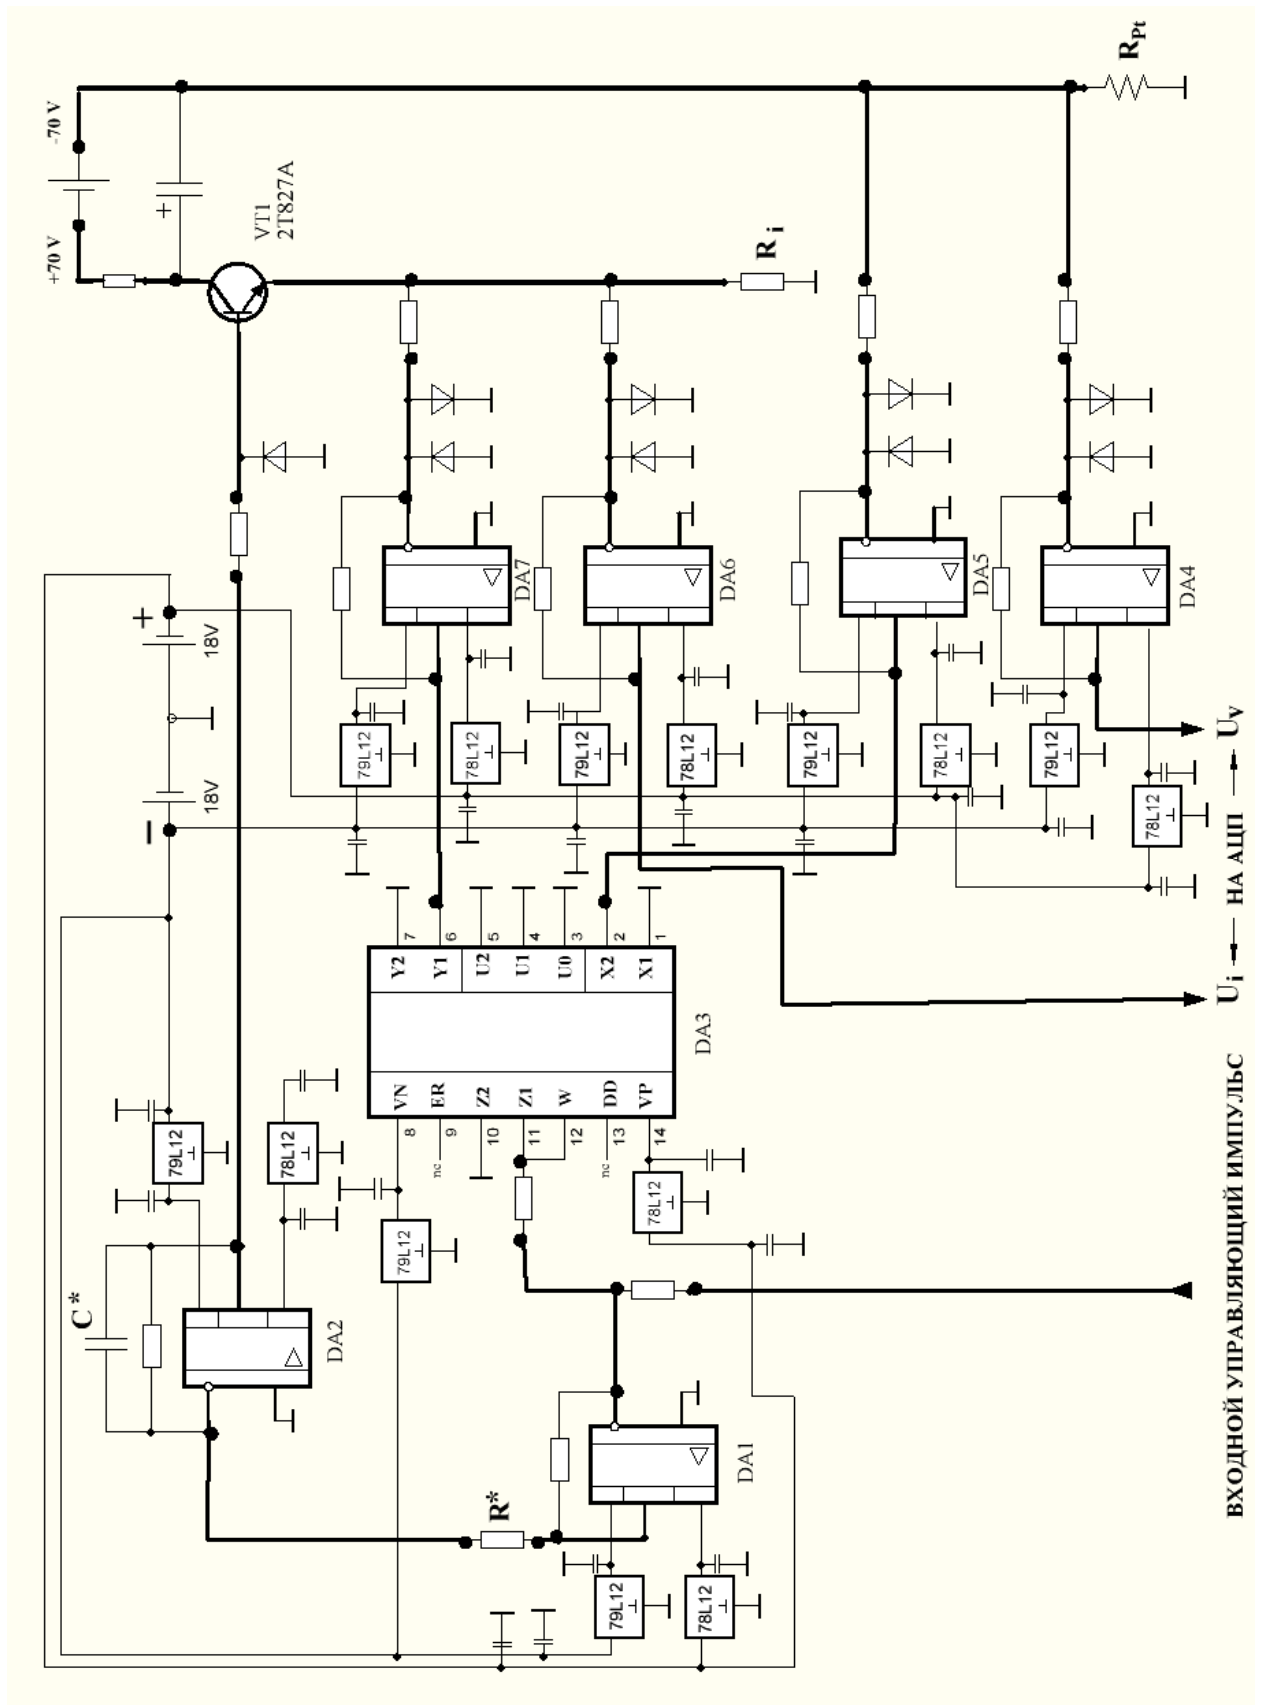 -70 V
+70 V
+
VT1
2T827A
R i
RPt
+
18V
18V
−
DA7
DA6
DA5
DA4
79L12
78L12
79L12
78L12
79L12
78L12
79L12
78L12
Ui ← НА АЦП → Uv
7
6
5
4
3
2
1
Y2
Y1
U2
U1
U0
X2
X1
DA3
VN
ER
Z2
Z1
W
DD
VP
8
9
10
11
12
13
14
nc
nc
79L12
78L12
79L12
78L12
C*
DA2
R*
DA1
79L12
78L12
ВХОДНОЙ УПРАВЛЯЮЩИЙ ИМПУЛЬС